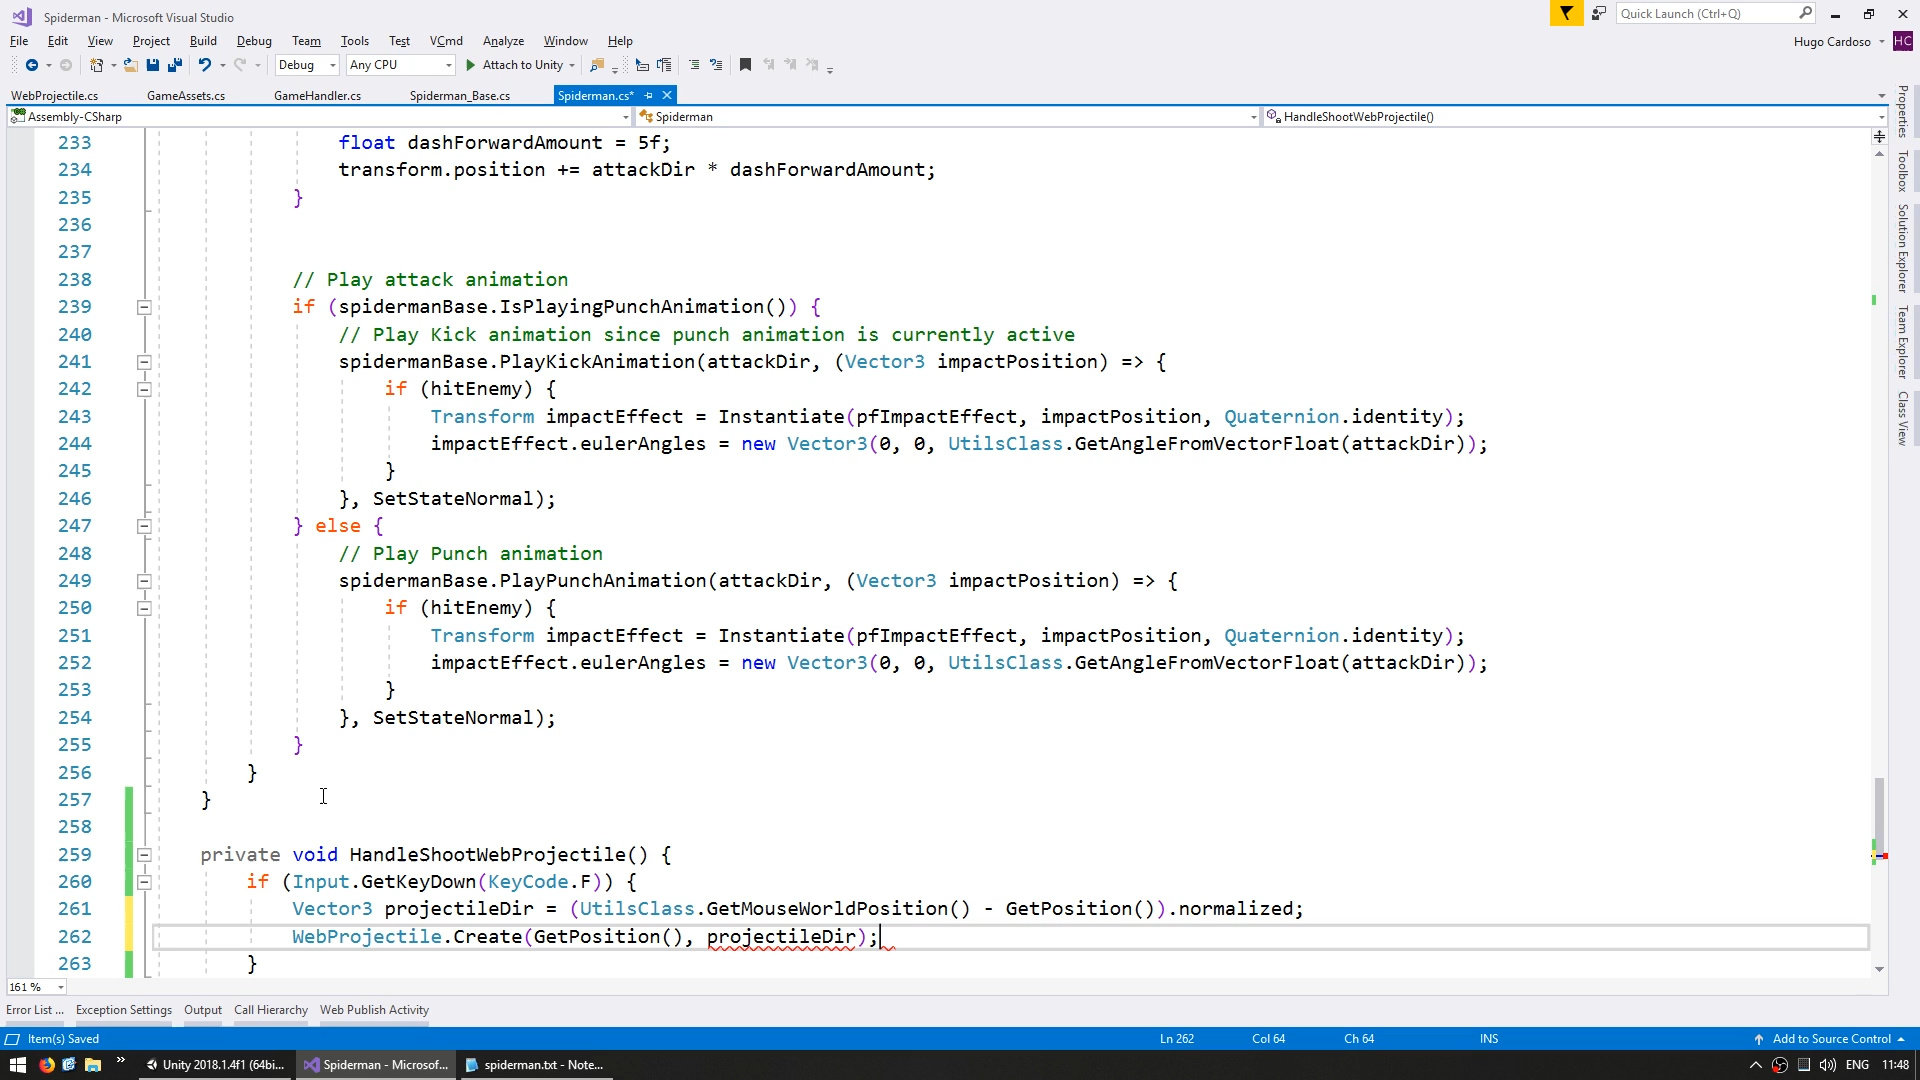 Spiderman - Microsoft Visual Studio
Quick Launch (Ctrl+Q)
File Edit View Project Build Debug Team Tools Test VCmd Analyze Window Help
Hugo Cardoso HC
Debug Any CPU Attach to Unity
WebProjectile.cs GameAssets.cs GameHandler.cs Spiderman_Base.cs Spiderman.cs*
Assembly-CSharp Spiderman HandleShootWebProjectile()
233 float dashForwardAmount = 5f;
234 transform.position += attackDir * dashForwardAmount;
235 }
236
237
238 // Play attack animation
239 if (spidermanBase.IsPlayingPunchAnimation()) {
240 // Play Kick animation since punch animation is currently active
241 spidermanBase.PlayKickAnimation(attackDir, (Vector3 impactPosition) => {
242 if (hitEnemy) {
243 Transform impactEffect = Instantiate(pfImpactEffect, impactPosition, Quaternion.identity);
244 impactEffect.eulerAngles = new Vector3(0, 0, UtilsClass.GetAngleFromVectorFloat(attackDir));
245 }
246 }, SetStateNormal);
247 } else {
248 // Play Punch animation
249 spidermanBase.PlayPunchAnimation(attackDir, (Vector3 impactPosition) => {
250 if (hitEnemy) {
251 Transform impactEffect = Instantiate(pfImpactEffect, impactPosition, Quaternion.identity);
252 impactEffect.eulerAngles = new Vector3(0, 0, UtilsClass.GetAngleFromVectorFloat(attackDir));
253 }
254 }, SetStateNormal);
255 }
256 }
257 }
258
259 private void HandleShootWebProjectile() {
260 if (Input.GetKeyDown(KeyCode.F)) {
261 Vector3 projectileDir = (UtilsClass.GetMouseWorldPosition() - GetPosition()).normalized;
262 WebProjectile.Create(GetPosition(), projectileDir);
263 }
Properties
Toolbox
Solution Explorer
Team Explorer
Class View
161 %
Error List ... Exception Settings Output Call Hierarchy Web Publish Activity
Item(s) Saved Ln 262 Col 64 Ch 64 INS Add to Source Control
» Unity 2018.1.4f1 (64bi... Spiderman - Microsof... spiderman.txt - Note... ENG 11:48